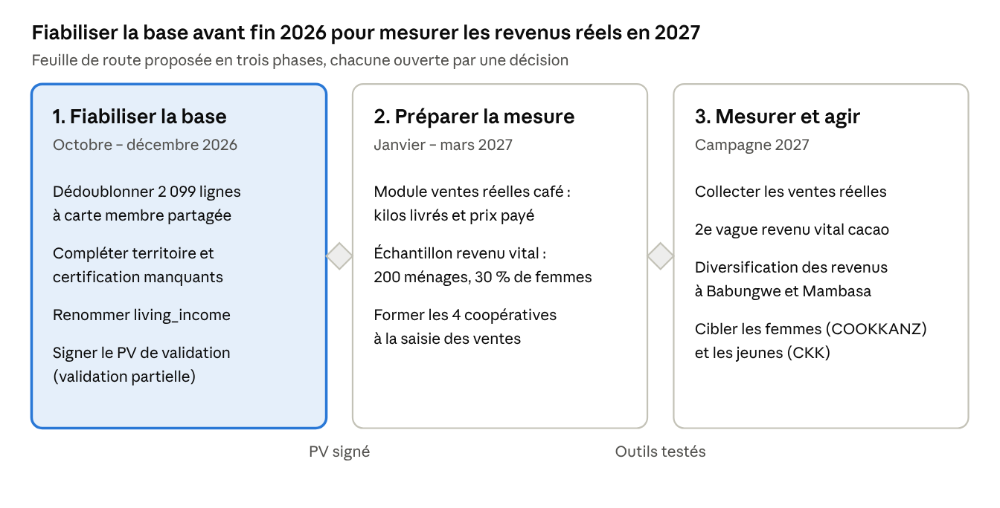 Fiabiliser la base avant fin 2026 pour mesurer les revenus réels en 2027
Feuille de route proposée en trois phases, chacune ouverte par une décision
1. Fiabiliser la base
Octobre – décembre 2026
Dédoublonner 2 099 lignes
à carte membre partagée
Compléter territoire et
certification manquants
Renommer living_income
Signer le PV de validation
(validation partielle)
2. Préparer la mesure
Janvier – mars 2027
Module ventes réelles café :
kilos livrés et prix payé
Échantillon revenu vital :
200 ménages, 30 % de femmes
Former les 4 coopératives
à la saisie des ventes
3. Mesurer et agir
Campagne 2027
Collecter les ventes réelles
2e vague revenu vital cacao
Diversification des revenus
à Babungwe et Mambasa
Cibler les femmes (COOKKANZ)
et les jeunes (CKK)
PV signé
Outils testés